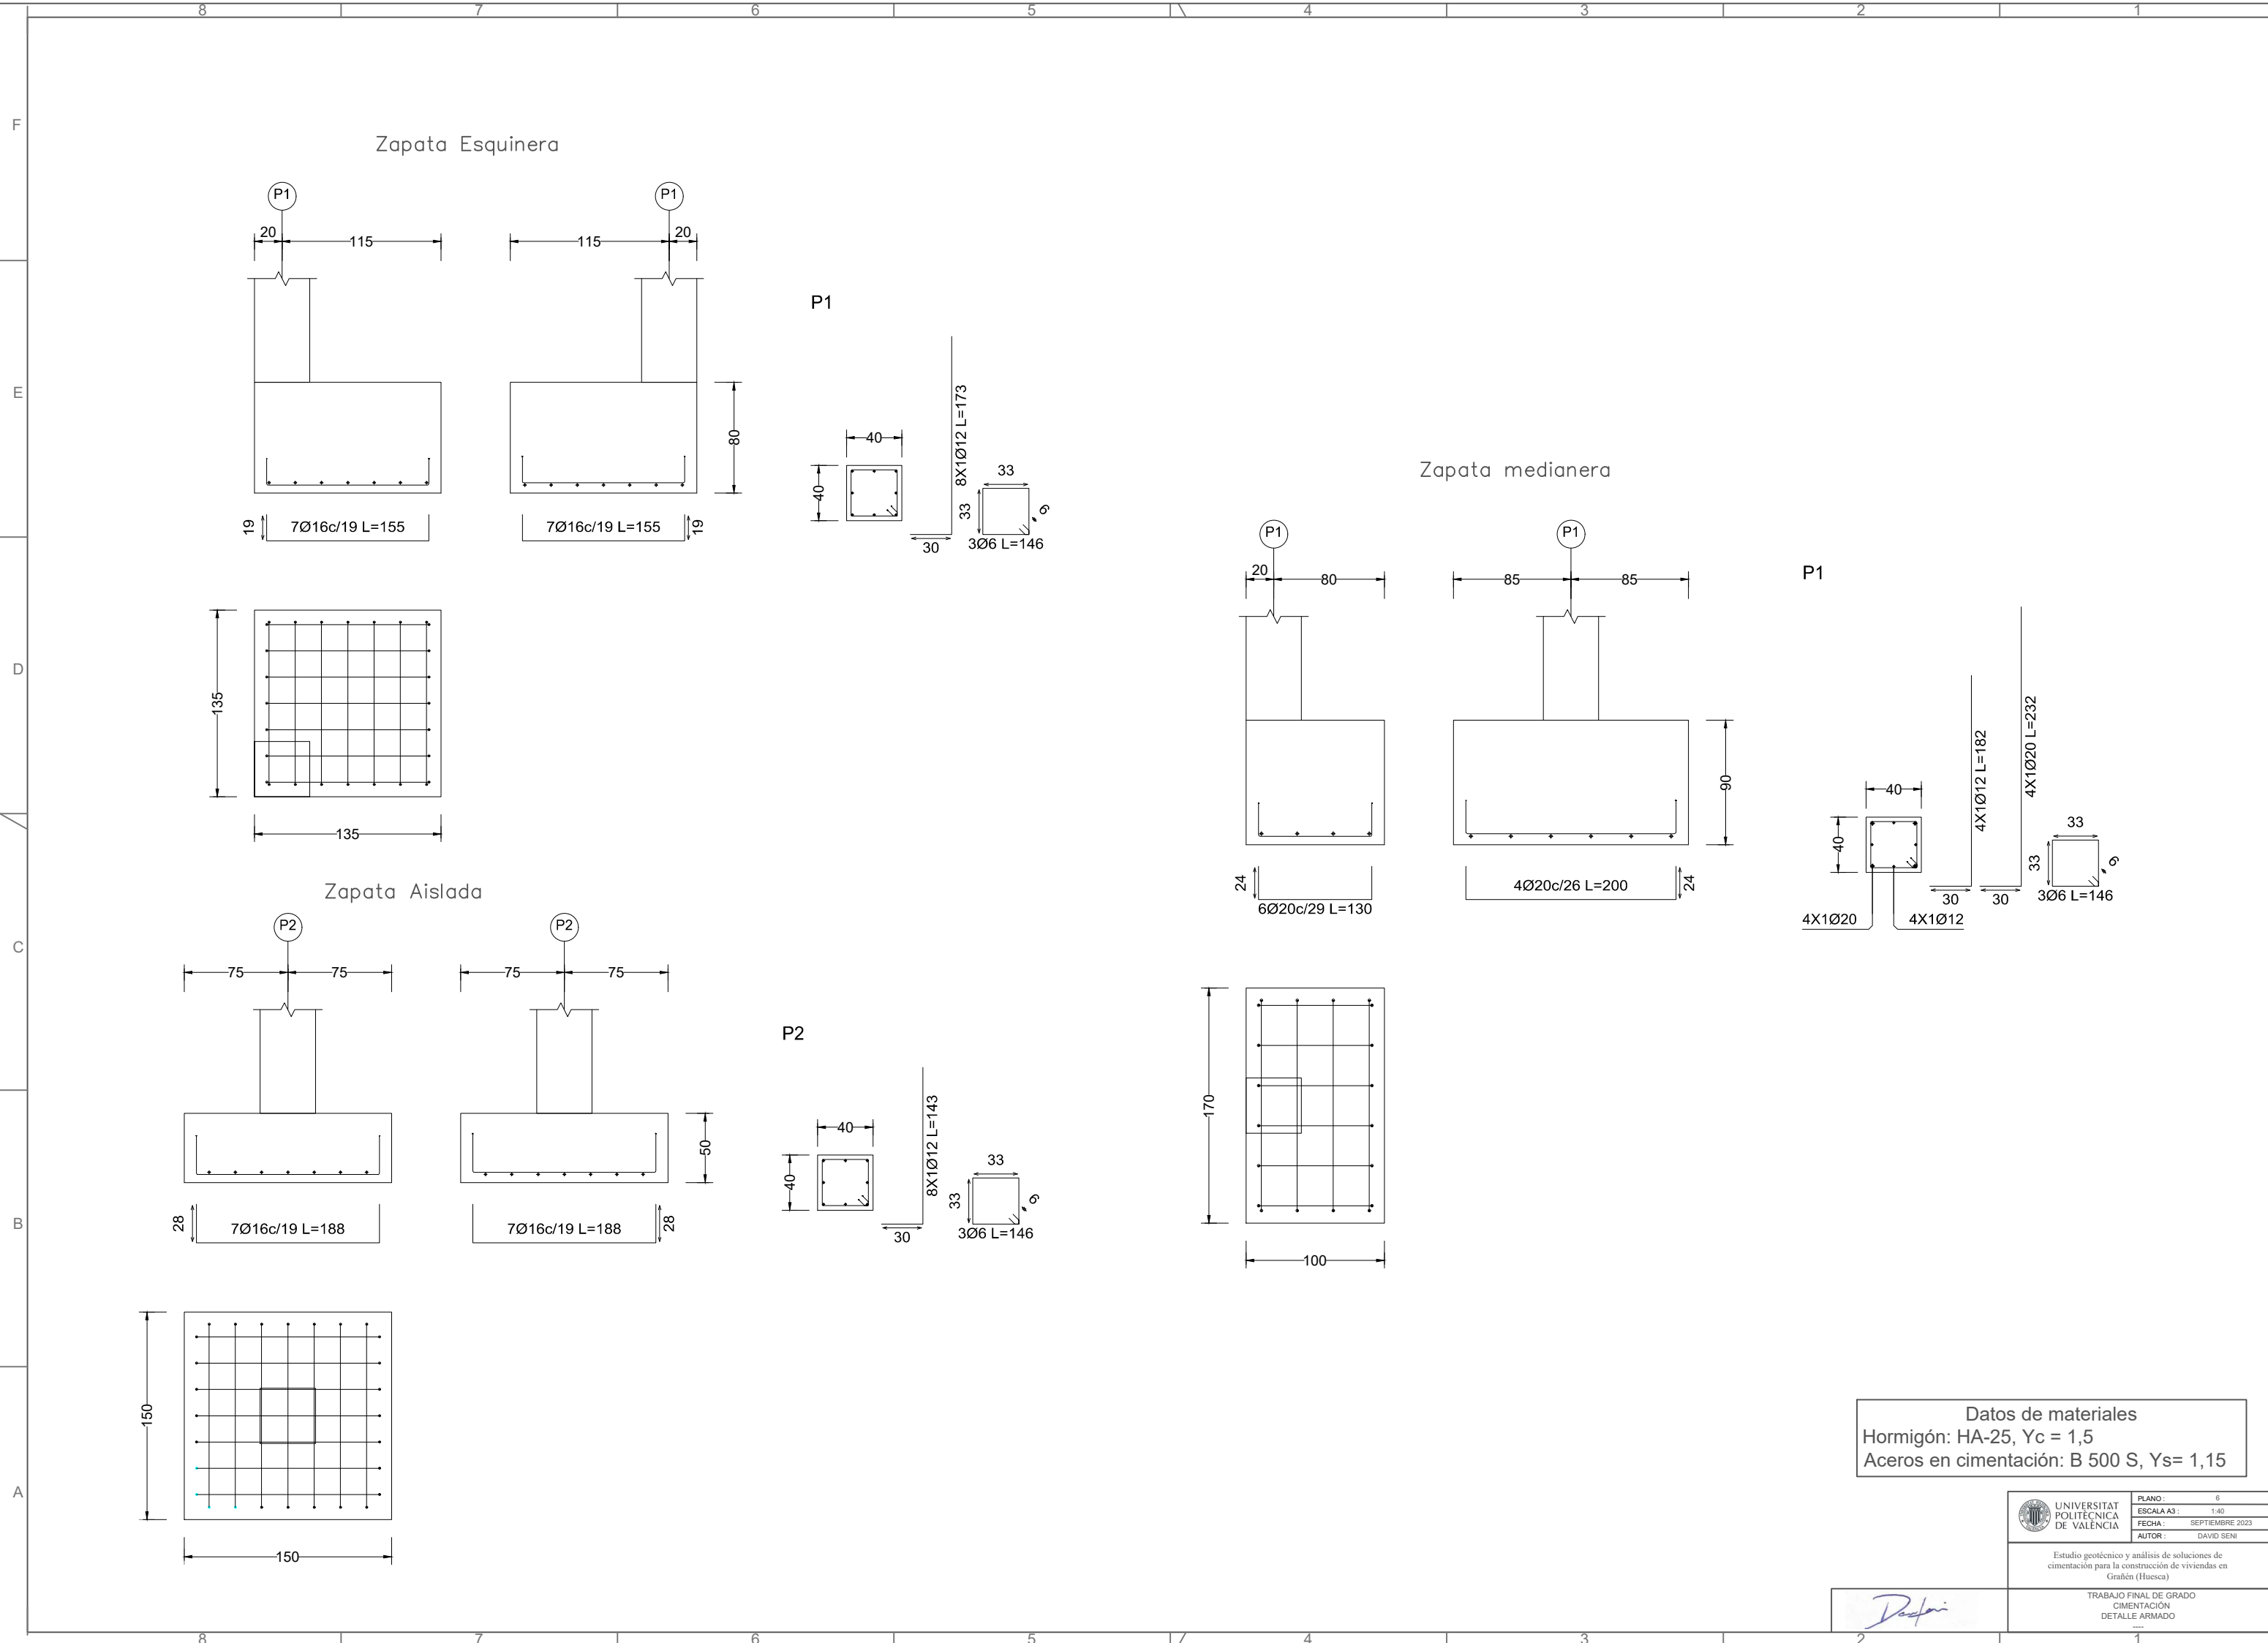 8 7 6 5 4 3 2 1
F
E
D
C
B
A
Zapata Esquinera
P1
P1
20
115
115
20
80
19
7Ø16c/19 L=155
7Ø16c/19 L=155
19
135
135
P1
40
40
8X1Ø12 L=173
30
33
33
6
3Ø6 L=146
Zapata medianera
P1
P1
20
80
85
85
90
24
6Ø20c/29 L=130
4Ø20c/26 L=200
24
170
100
P1
40
40
4X1Ø20
4X1Ø12
4X1Ø12 L=182
30
4X1Ø20 L=232
30
33
33
6
3Ø6 L=146
Zapata Aislada
P2
P2
75
75
75
75
50
28
7Ø16c/19 L=188
7Ø16c/19 L=188
28
150
150
P2
40
40
8X1Ø12 L=143
30
33
33
6
3Ø6 L=146
Datos de materiales
Hormigón: HA-25, Yc = 1,5
Aceros en cimentación: B 500 S, Ys= 1,15
UNIVERSITAT
POLITÈCNICA
DE VALÈNCIA
PLANO : 6
ESCALA A3 : 1:40
FECHA : SEPTIEMBRE 2023
AUTOR : DAVID SENI
Estudio geotécnico y análisis de soluciones de
cimentación para la construcción de viviendas en
Grañén (Huesca)
TRABAJO FINAL DE GRADO
CIMENTACIÓN
DETALLE ARMADO
----
8 7 6 5 4 3 2 1